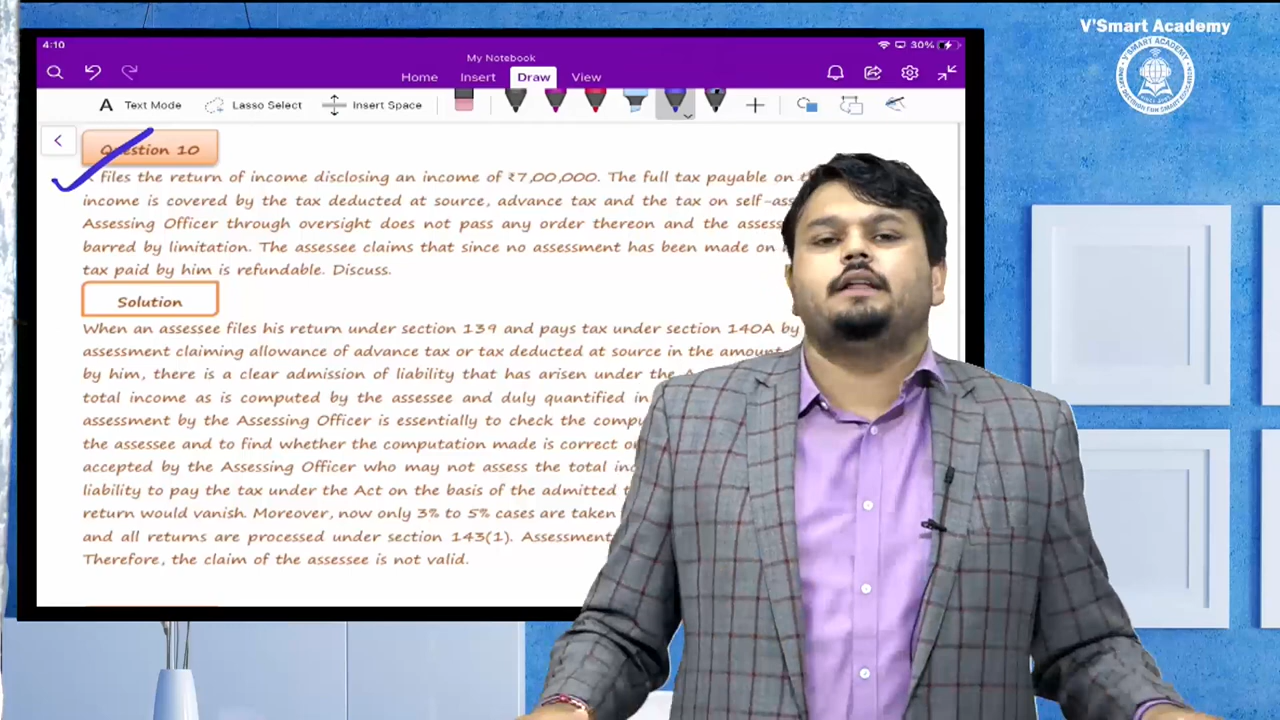 V'Smart Academy
4:10
30%
My Notebook
Home Insert Draw View
A Text Mode Lasso Select Insert Space
Question 10
files the return of income disclosing an income of ₹7,00,000. The full tax payable on
income is covered by the tax deducted at source, advance tax and the tax on
Assessing Officer through oversight does not pass any order thereon and the
barred by limitation. The assessee claims that since no assessment has been made on
tax paid by him is refundable. Discuss.
Solution
When an assessee files his return under section 139 and pays tax under section 140A by
assessment claiming allowance of advance tax or tax deducted at source in the
by him, there is a clear admission of liability that has arisen under the
total income as is computed by the assessee and duly quantified in
assessment by the Assessing Officer is essentially to check the
the assessee and to find whether the computation made is correct
accepted by the Assessing Officer who may not assess the total
liability to pay the tax under the Act on the basis of the admitted
return would vanish. Moreover, now only 3% to 5% cases are taken
and all returns are processed under section 143(1). Assessment
Therefore, the claim of the assessee is not valid.